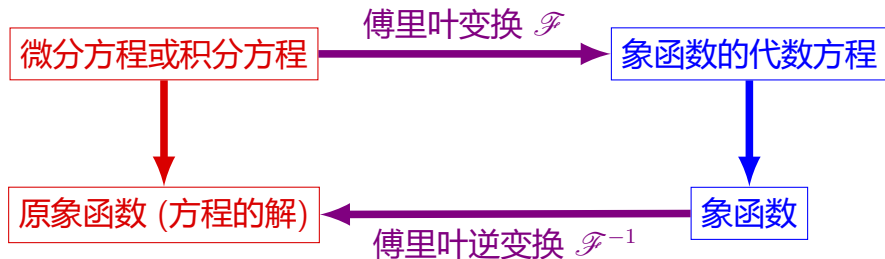 傅里叶变换 ℱ
微分方程或积分方程
象函数的代数方程
原象函数 (方程的解)
象函数
傅里叶逆变换 ℱ⁻¹